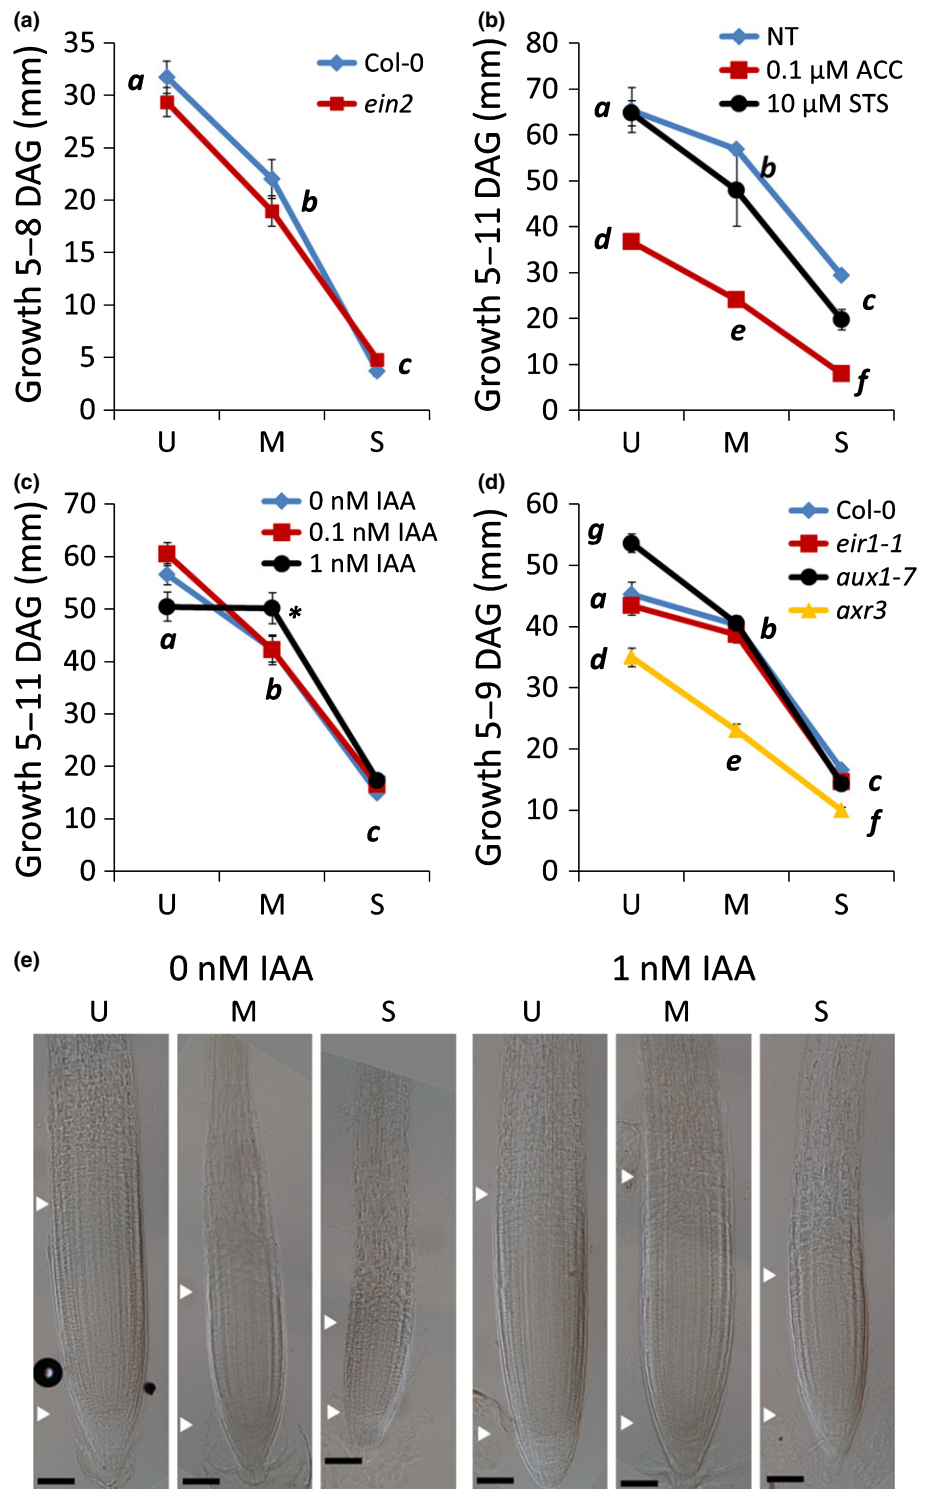 (a)
Growth 5–8 DAG (mm)
35
30
25
20
15
10
5
0
U M S
Col-0
ein2
a
b
c
(b)
Growth 5–11 DAG (mm)
80
70
60
50
40
30
20
10
0
U M S
NT
0.1 µM ACC
10 µM STS
a
b
c
d
e
f
(c)
Growth 5–11 DAG (mm)
70
60
50
40
30
20
10
0
U M S
0 nM IAA
0.1 nM IAA
1 nM IAA
a
*
b
c
(d)
Growth 5–9 DAG (mm)
60
50
40
30
20
10
0
U M S
Col-0
eir1-1
aux1-7
axr3
g
a
b
d
e
c
f
(e)
0 nM IAA 1 nM IAA
U M S U M S